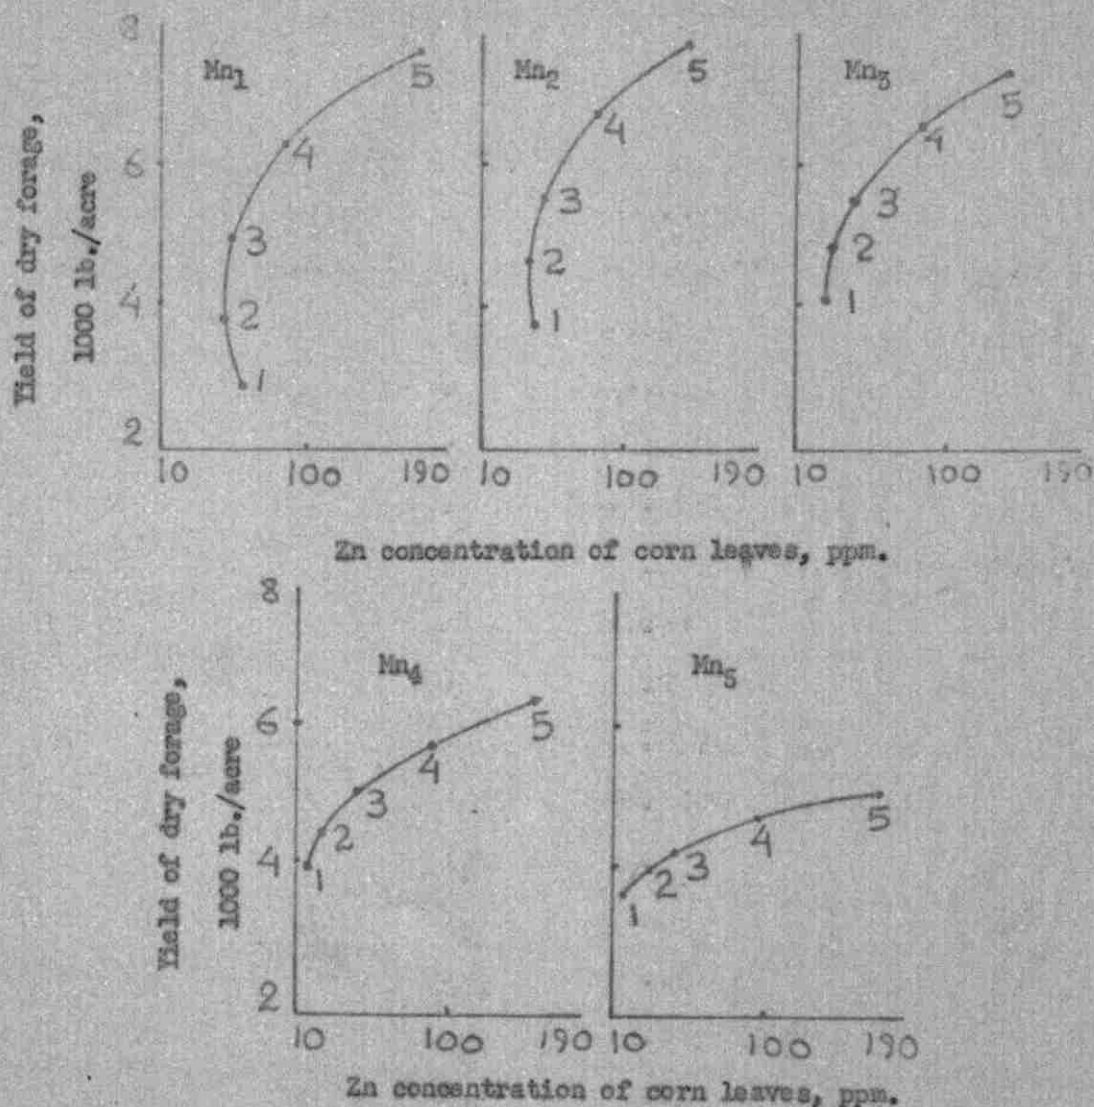 8
Mn₁
Mn₂
Mn₃
5
5
5
4
4
4
6
3
3
3
2
2
2
4
1
1
1
2
10 100 190
10 100 190
10 100 190
Yield of dry forage,
1000 lb./acre
Zn concentration of corn leaves, ppm.
8
Mn₄
Mn₅
6
5
4
3
2
1
4
5
4
3
2
1
2
10 100 190
10 100 190
Yield of dry forage,
1000 lb./acre
Zn concentration of corn leaves, ppm.